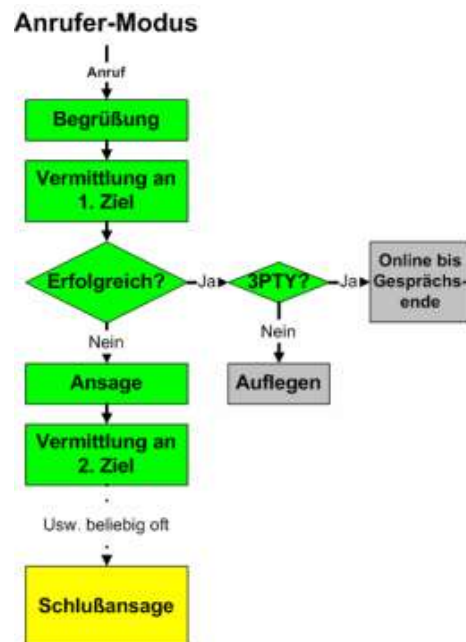 Anrufer-Modus
Anruf
Begrüßung
Vermittlung an
1. Ziel
Erfolgreich?
Ja
3PTY?
Ja
Online bis
Gesprächs-
ende
Nein
Nein
Ansage
Auflegen
Vermittlung an
2. Ziel
Usw. beliebig oft
Schlußansage